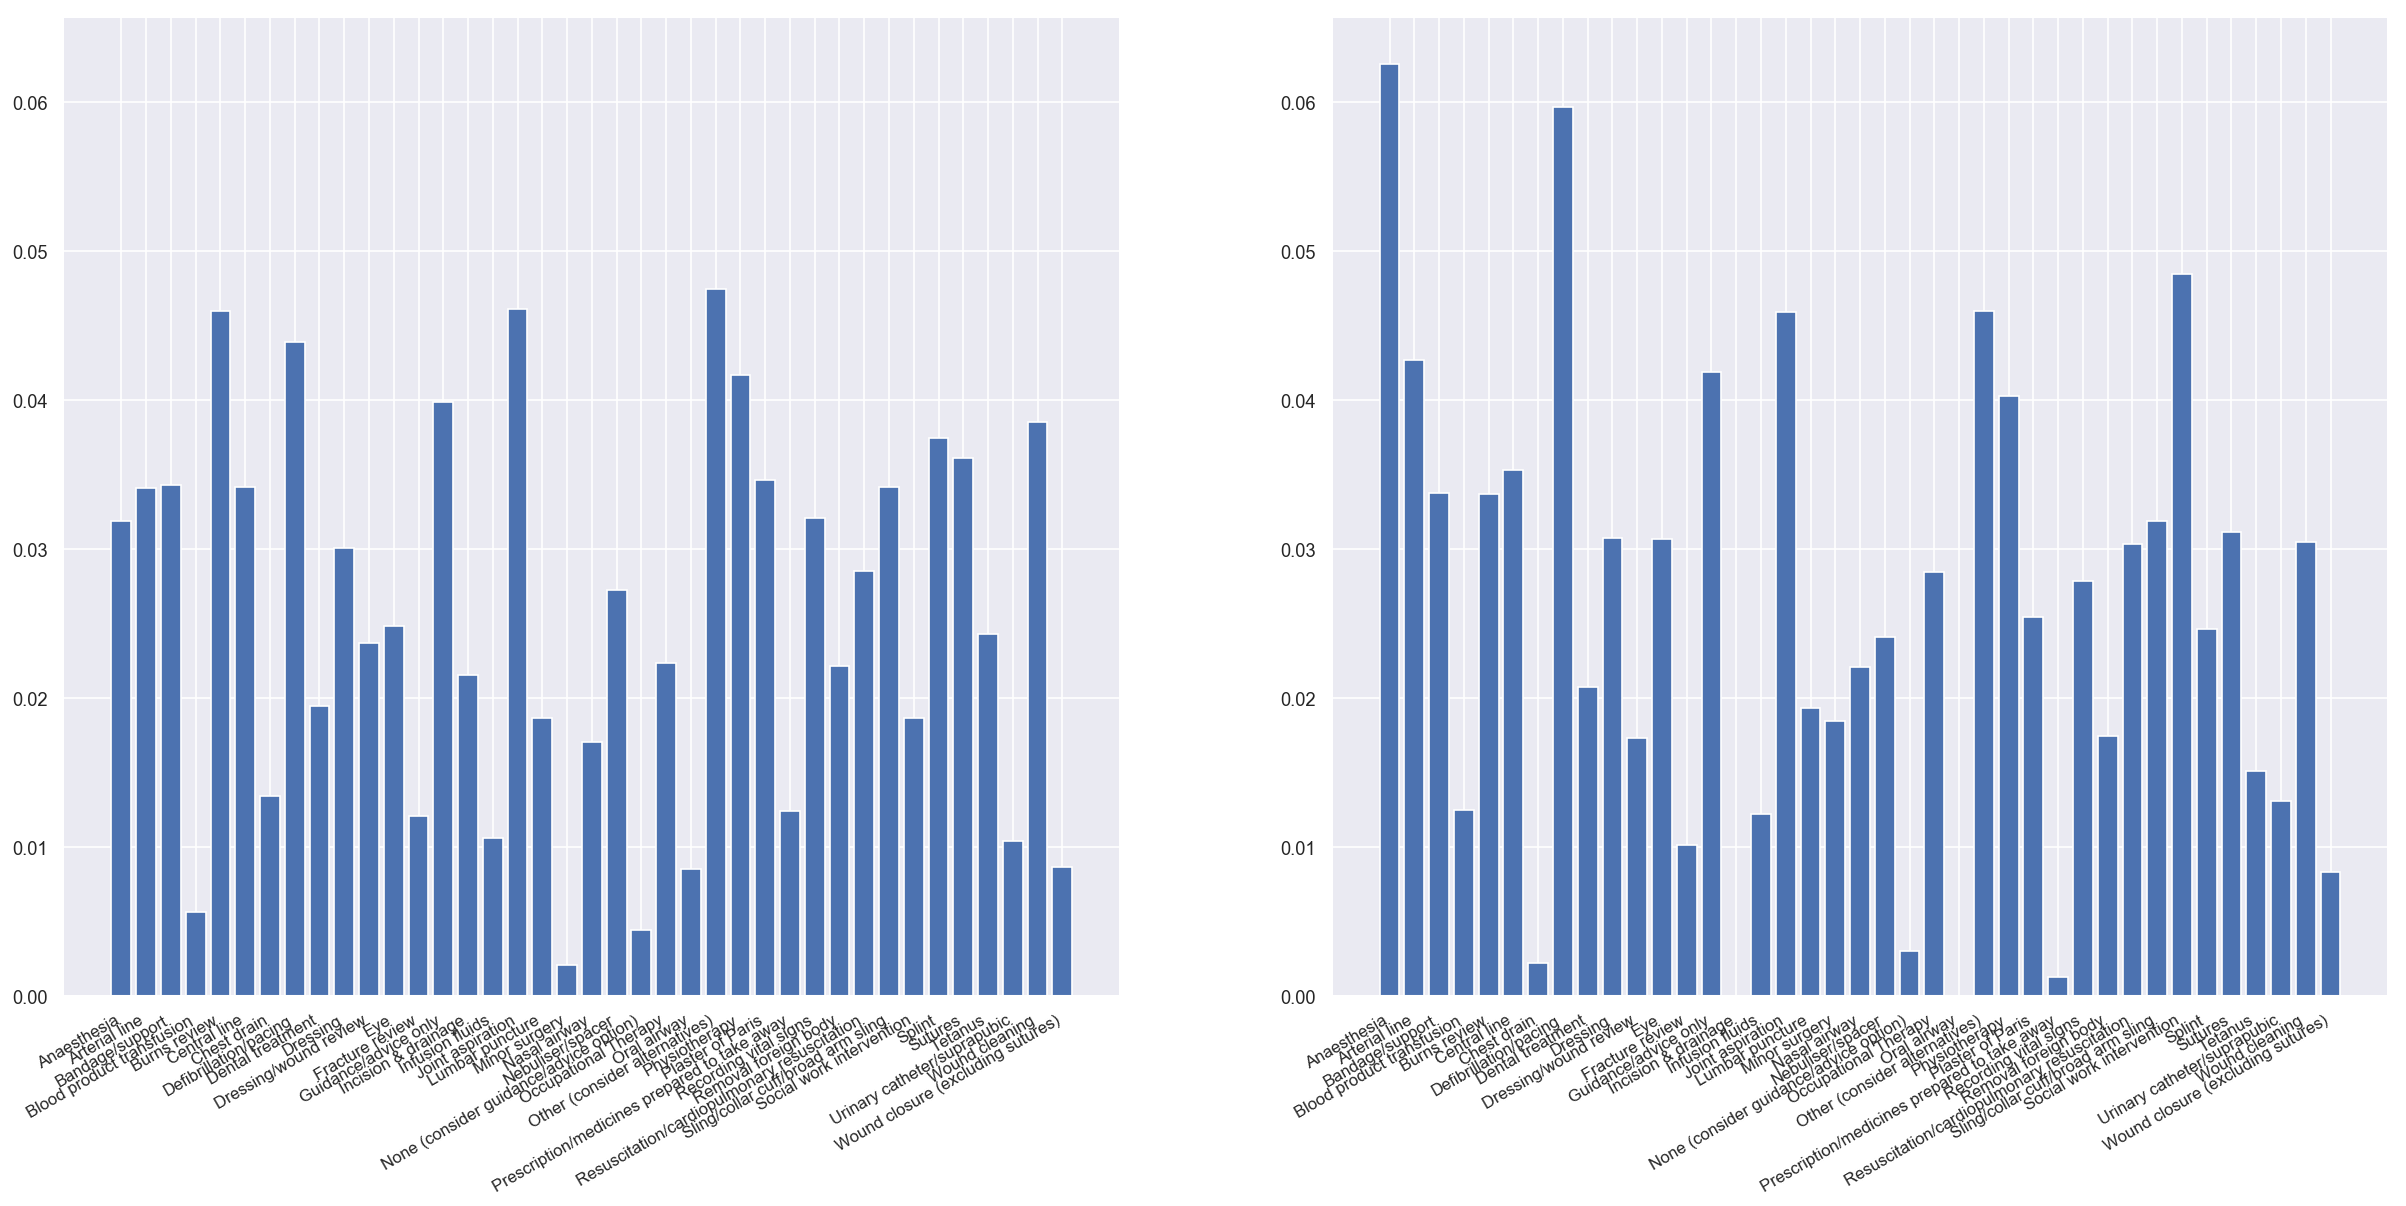 0.06
0.05
0.04
0.03
0.02
0.01
0.00
Anaesthesia
Arterial line
Bandage/support
Blood product transfusion
Burns review
Central line
Chest drain
Defibrillation/pacing
Dental treatment
Dressing
Dressing/wound review
Eye
Fracture review
Guidance/advice only
Incision & drainage
Infusion fluids
Joint aspiration
Lumbar puncture
Minor surgery
Nasal airway
Nebuliser/spacer
None (consider guidance/advice option)
Occupational Therapy
Oral airway
Other (consider alternatives)
Physiotherapy
Plaster of Paris
Prescription/medicines prepared to take away
Recording vital signs
Removal foreign body
Resuscitation/cardiopulmonary resuscitation
Sling/collar cuff/broad arm sling
Social work intervention
Splint
Sutures
Tetanus
Urinary catheter/suprapubic
Wound cleaning
Wound closure (excluding sutures)
0.06
0.05
0.04
0.03
0.02
0.01
0.00
Anaesthesia
Arterial line
Bandage/support
Blood product transfusion
Burns review
Central line
Chest drain
Defibrillation/pacing
Dental treatment
Dressing
Dressing/wound review
Eye
Fracture review
Guidance/advice only
Incision & drainage
Infusion fluids
Joint aspiration
Lumbar puncture
Minor surgery
Nasal airway
Nebuliser/spacer
None (consider guidance/advice option)
Occupational Therapy
Oral airway
Other (consider alternatives)
Physiotherapy
Plaster of Paris
Prescription/medicines prepared to take away
Recording vital signs
Removal foreign body
Resuscitation/cardiopulmonary resuscitation
Sling/collar cuff/broad arm sling
Social work intervention
Splint
Sutures
Tetanus
Urinary catheter/suprapubic
Wound cleaning
Wound closure (excluding sutures)